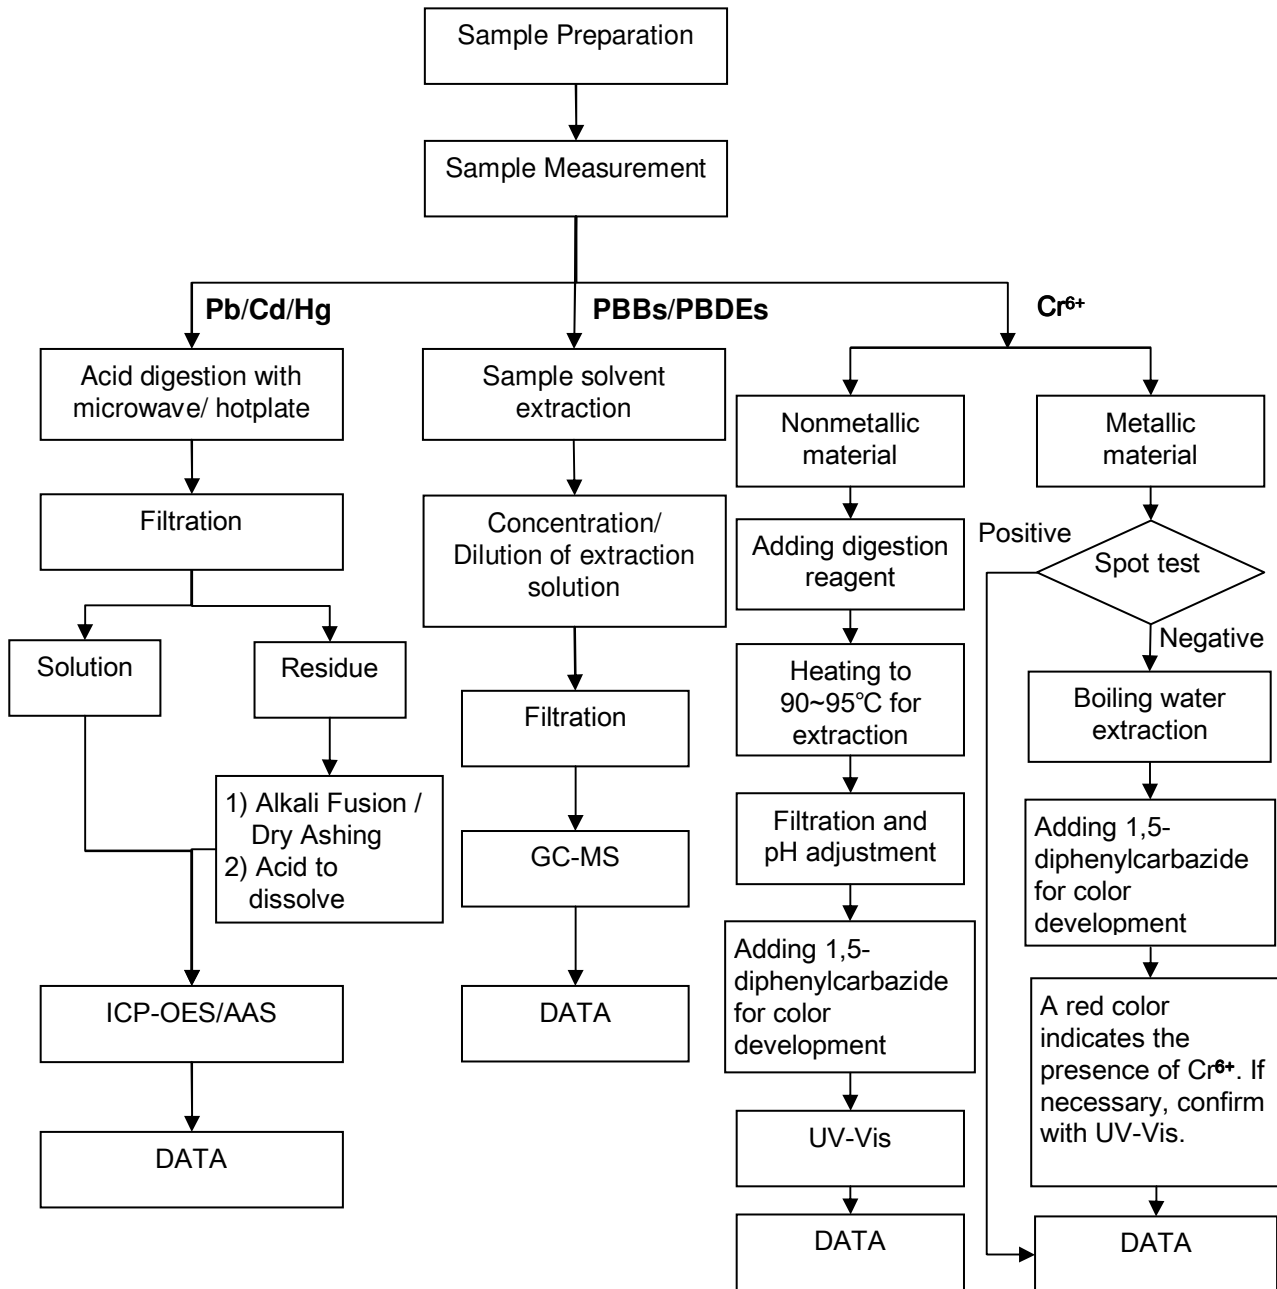 Sample Preparation
Sample Measurement
Pb/Cd/Hg
PBBs/PBDEs
Cr6+
Acid digestion with
microwave/ hotplate
Filtration
Solution
Residue
1) Alkali Fusion /
Dry Ashing
2) Acid to
dissolve
ICP-OES/AAS
DATA
Sample solvent
extraction
Concentration/
Dilution of extraction
solution
Filtration
GC-MS
DATA
Nonmetallic
material
Adding digestion
reagent
Heating to
90~95℃ for
extraction
Filtration and
pH adjustment
Adding 1,5-
diphenylcarbazide
for color
development
UV-Vis
DATA
Metallic
material
Positive
Spot test
Negative
Boiling water
extraction
Adding 1,5-
diphenylcarbazide
for color
development
A red color
indicates the
presence of Cr6+. If
necessary, confirm
with UV-Vis.
DATA